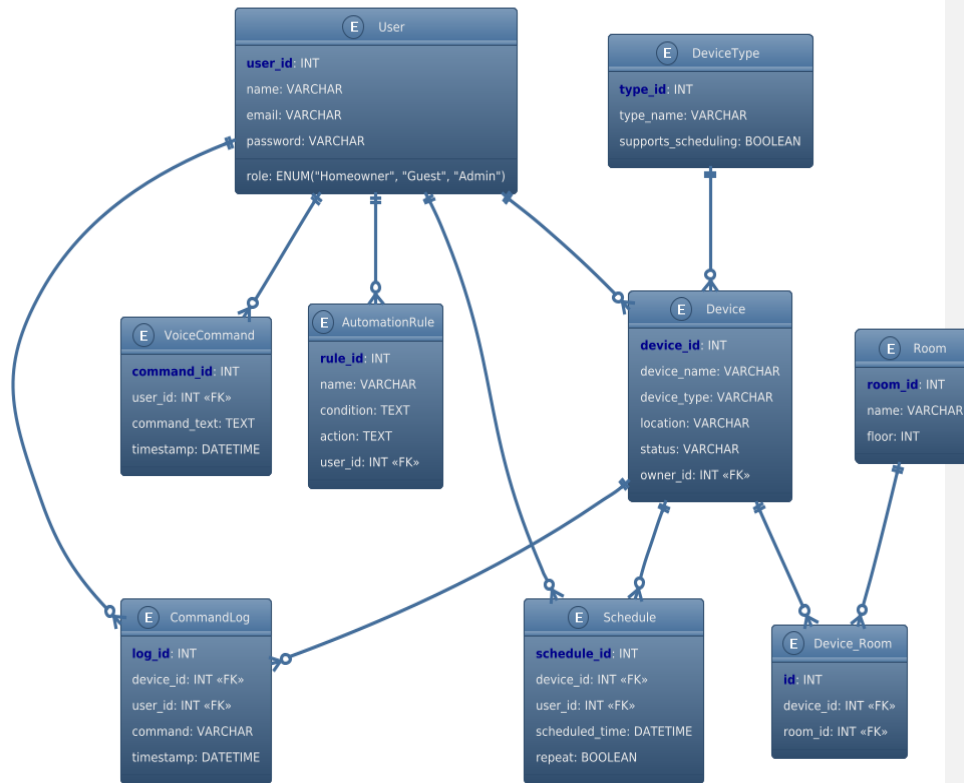 E User
user_id: INT
name: VARCHAR
email: VARCHAR
password: VARCHAR
role: ENUM("Homeowner", "Guest", "Admin")
E DeviceType
type_id: INT
type_name: VARCHAR
supports_scheduling: BOOLEAN
E VoiceCommand
command_id: INT
user_id: INT «FK»
command_text: TEXT
timestamp: DATETIME
E AutomationRule
rule_id: INT
name: VARCHAR
condition: TEXT
action: TEXT
user_id: INT «FK»
E Device
device_id: INT
device_name: VARCHAR
device_type: VARCHAR
location: VARCHAR
status: VARCHAR
owner_id: INT «FK»
E Room
room_id: INT
name: VARCHAR
floor: INT
E CommandLog
log_id: INT
device_id: INT «FK»
user_id: INT «FK»
command: VARCHAR
timestamp: DATETIME
E Schedule
schedule_id: INT
device_id: INT «FK»
user_id: INT «FK»
scheduled_time: DATETIME
repeat: BOOLEAN
E Device_Room
id: INT
device_id: INT «FK»
room_id: INT «FK»